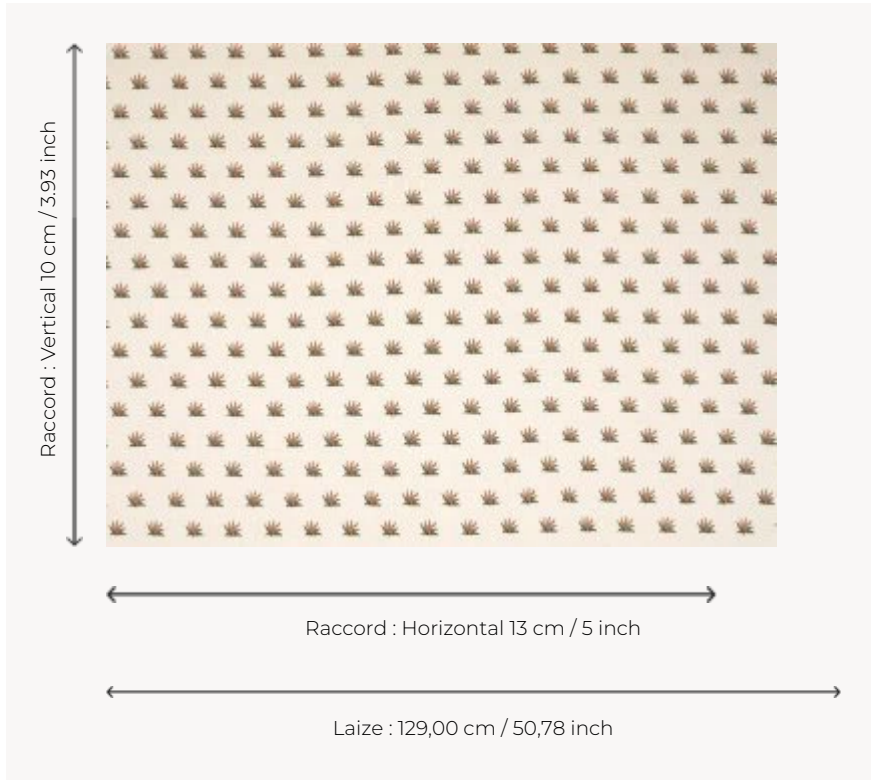 Raccord : Vertical 10 cm / 3.93 inch
Raccord : Horizontal 13 cm / 5 inch
Laize : 129,00 cm / 50,78 inch